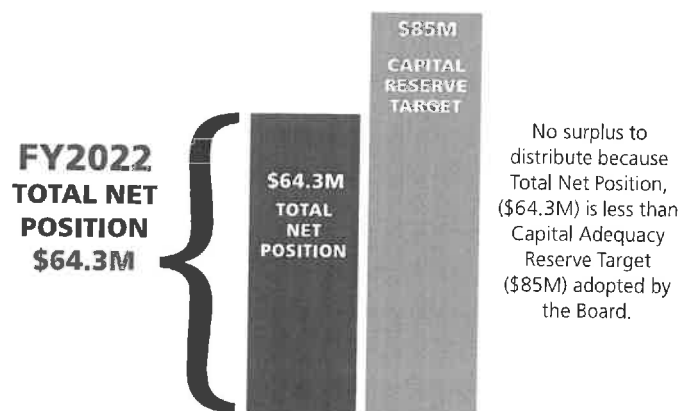 FY2022
TOTAL NET
POSITION
$64.3M
$64.3M
TOTAL
NET
POSITION
$85M
CAPITAL
RESERVE
TARGET
No surplus to
distribute because
Total Net Position,
($64.3M) is less than
Capital Adequacy
Reserve Target
($85M) adopted by
the Board.